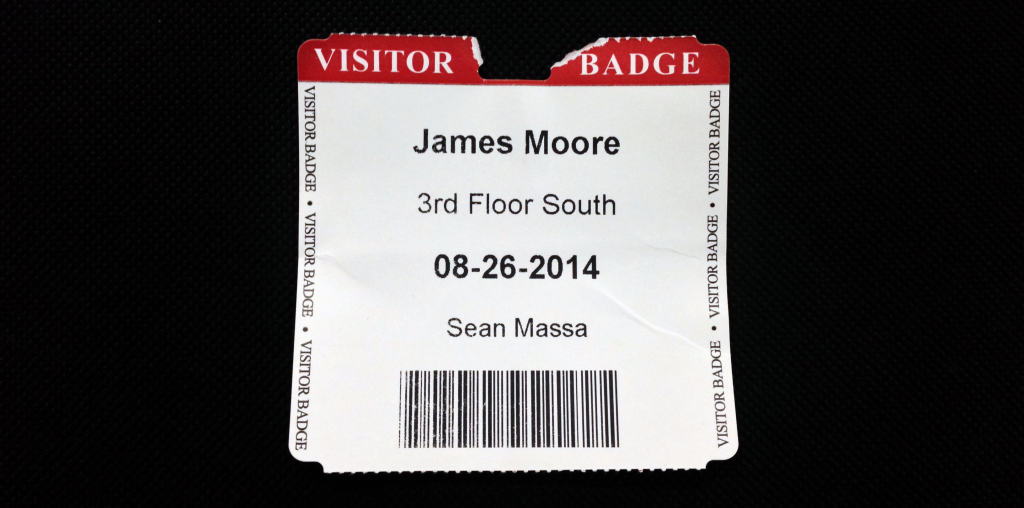 VISITOR BADGE
James Moore
3rd Floor South
08-26-2014
Sean Massa
VISITOR BADGE • VISITOR BADGE • VISITOR BADGE
VISITOR BADGE • VISITOR BADGE • VISITOR BADGE